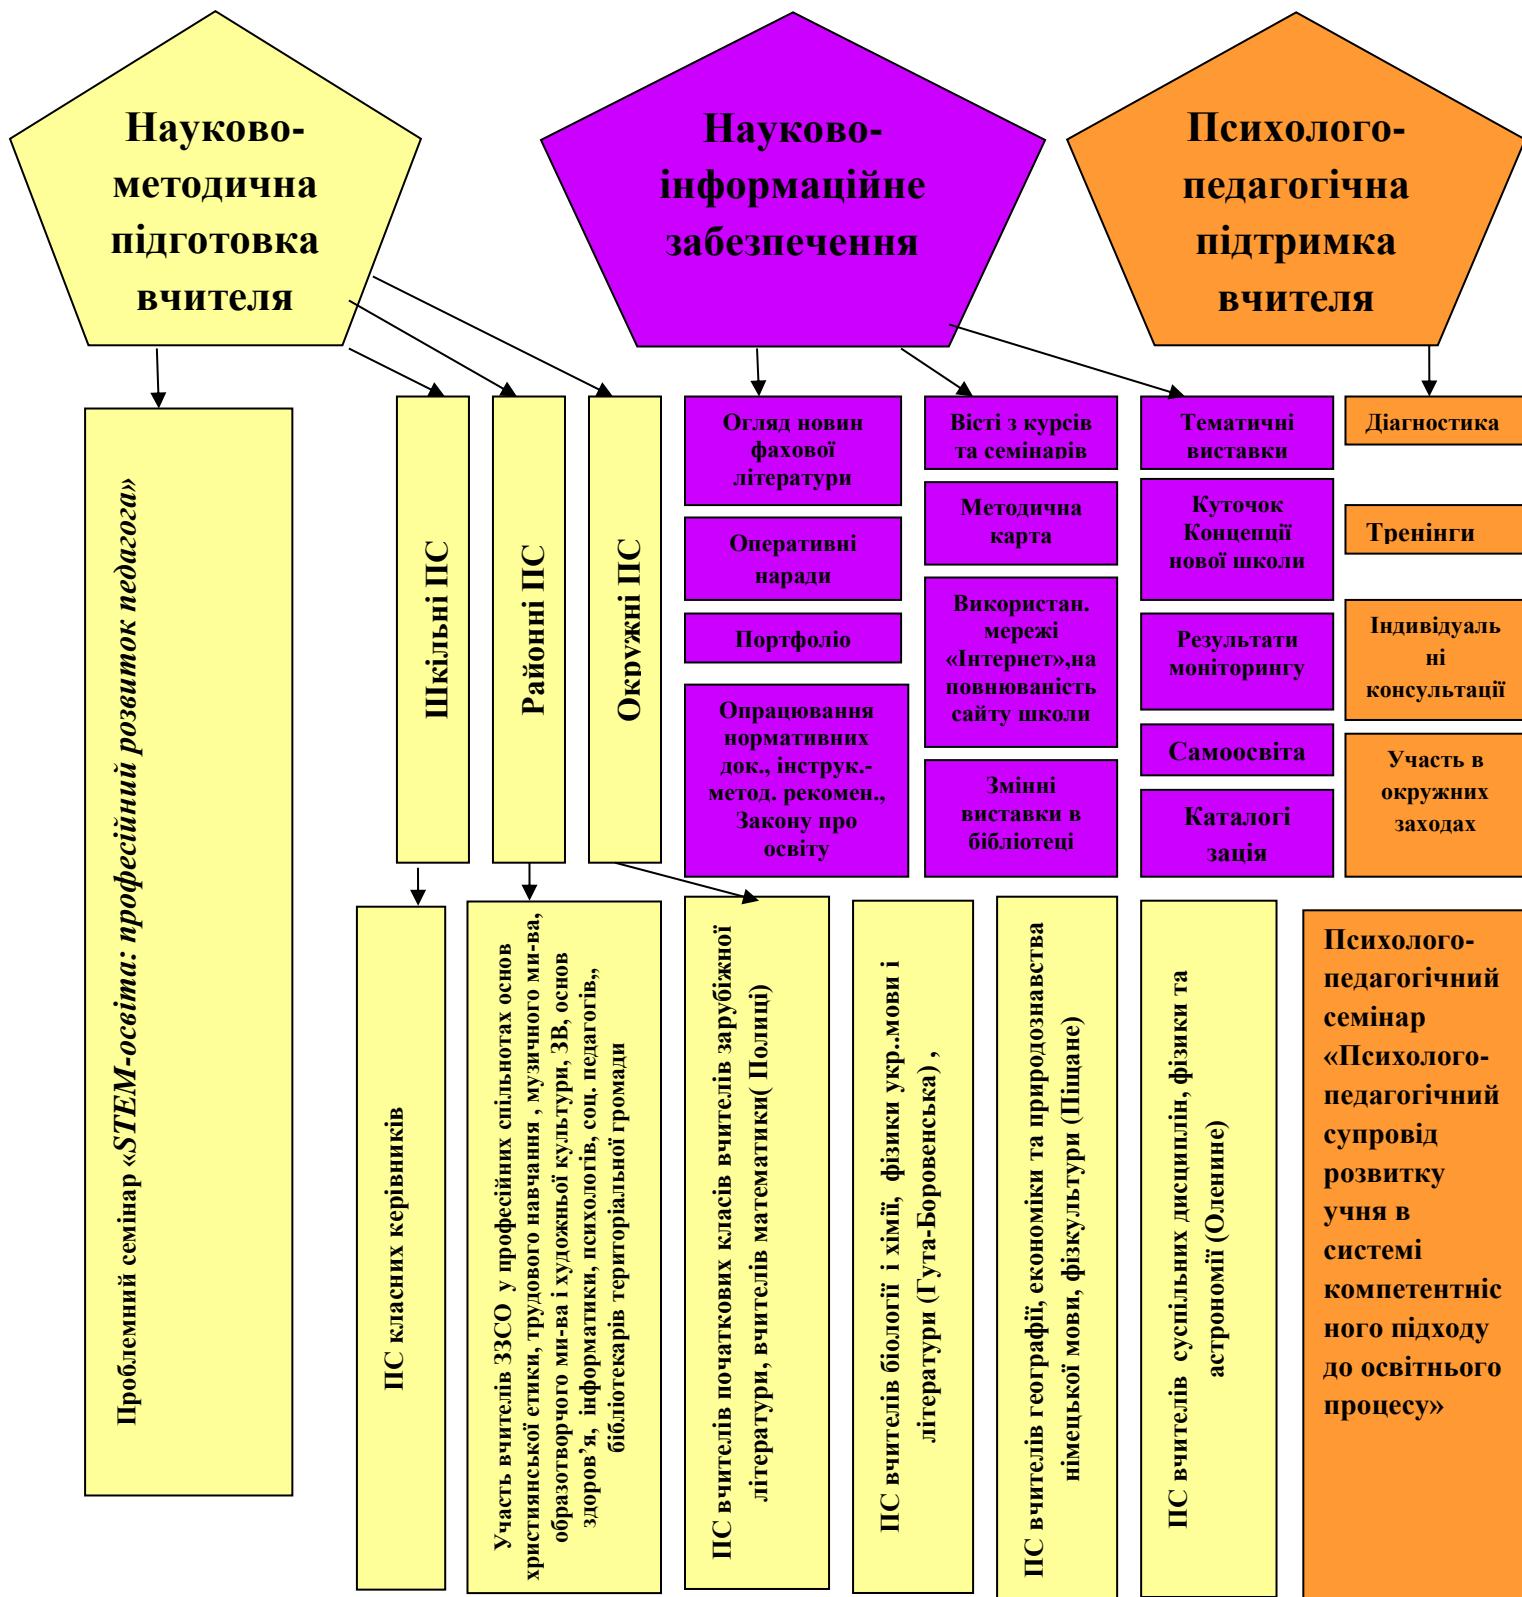 Науково-
методична
підготовка
вчителя
Науково-
інформаційне
забезпечення
Психолого-
педагогічна
підтримка
вчителя
Проблемний семінар «STEM-освіта: професійний розвиток педагога»
Шкільні ПС
Районні ПС
Окружні ПС
Огляд новин
фахової
літератури
Оперативні
наради
Портфоліо
Опрацювання
нормативних
док., інструк.-
метод. рекомен.,
Закону про
освіту
Вісті з курсів
та семінарів
Методична
карта
Використан.
мережі
«Інтернет»,на
повнюваність
сайту школи
Змінні
виставки в
бібліотеці
Тематичні
виставки
Куточок
Концепції
нової школи
Результати
моніторингу
Самоосвіта
Каталогі
зація
Діагностика
Тренінги
Індивідуаль
ні
консультації
Участь в
окружних
заходах
ПС класних керівників
Участь вчителів ЗЗСО у професійних спільнотах основ
християнської етики, трудового навчання , музичного ми-ва,
образотворчого ми-ва і художньої культури, ЗВ, основ
здоров’я, інформатики, психологів, соц. педагогів,,
бібліотекарів територіальної громади
ПС вчителів початкових класів вчителів зарубіжної
літератури, вчителів математики( Полиці)
ПС вчителів біології і хімії, фізики укр..мови і
літератури (Гута-Боровенська) ,
ПС вчителів географії, економіки та природознавства
німецької мови, фізкультури (Піщане)
ПС вчителів суспільних дисциплін, фізики та
астрономії (Оленине)
Психолого-
педагогічний
семінар
«Психолого-
педагогічний
супровід
розвитку
учня в
системі
компетентніс
ного підходу
до освітнього
процесу»